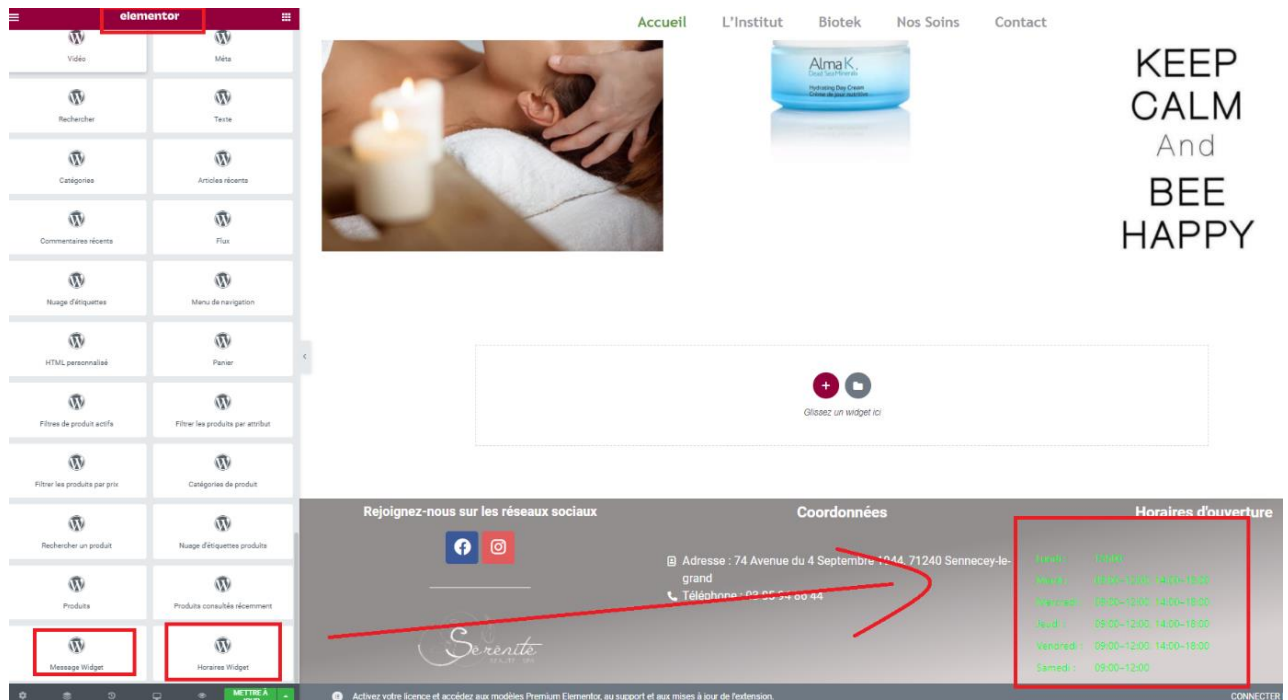 elementor
Vidéo
Méta
Rechercher
Texte
Catégories
Articles récents
Commentaires récents
Flux
Nuage d'étiquettes
Menu de navigation
HTML personnalisé
Panier
Filtres de produit actifs
Filtrer les produits par attribut
Filtrer les produits par prix
Catégories de produit
Rechercher un produit
Nuage d'étiquettes produits
Produits
Produits consultés récemment
Message Widget
Horaires Widget
METTRE À JOUR
Accueil
L'Institut
Biotek
Nos Soins
Contact
Alma K.
Dead Sea Minerals
Hydrating Day Cream
Crème de jour nutritive
KEEP
CALM
And
BEE
HAPPY
Glissez un widget ici
Rejoignez-nous sur les réseaux sociaux
Sérénité
Coordonnées
Adresse : 74 Avenue du 4 Septembre 1944, 71240 Sennecey-le-
grand
Téléphone : 03 85 94 86 44
Horaires d'ouverture
Lundi :
Mardi : 09:00–12:00, 14:00–18:00
Mercredi : 09:00–12:00, 14:00–18:00
Jeudi : 09:00–12:00, 14:00–18:00
Vendredi : 09:00–12:00, 14:00–18:00
Samedi : 09:00–12:00
Activez votre licence et accédez aux modèles Premium Elementor, au support et aux mises à jour de l'extension.
CONNECTER